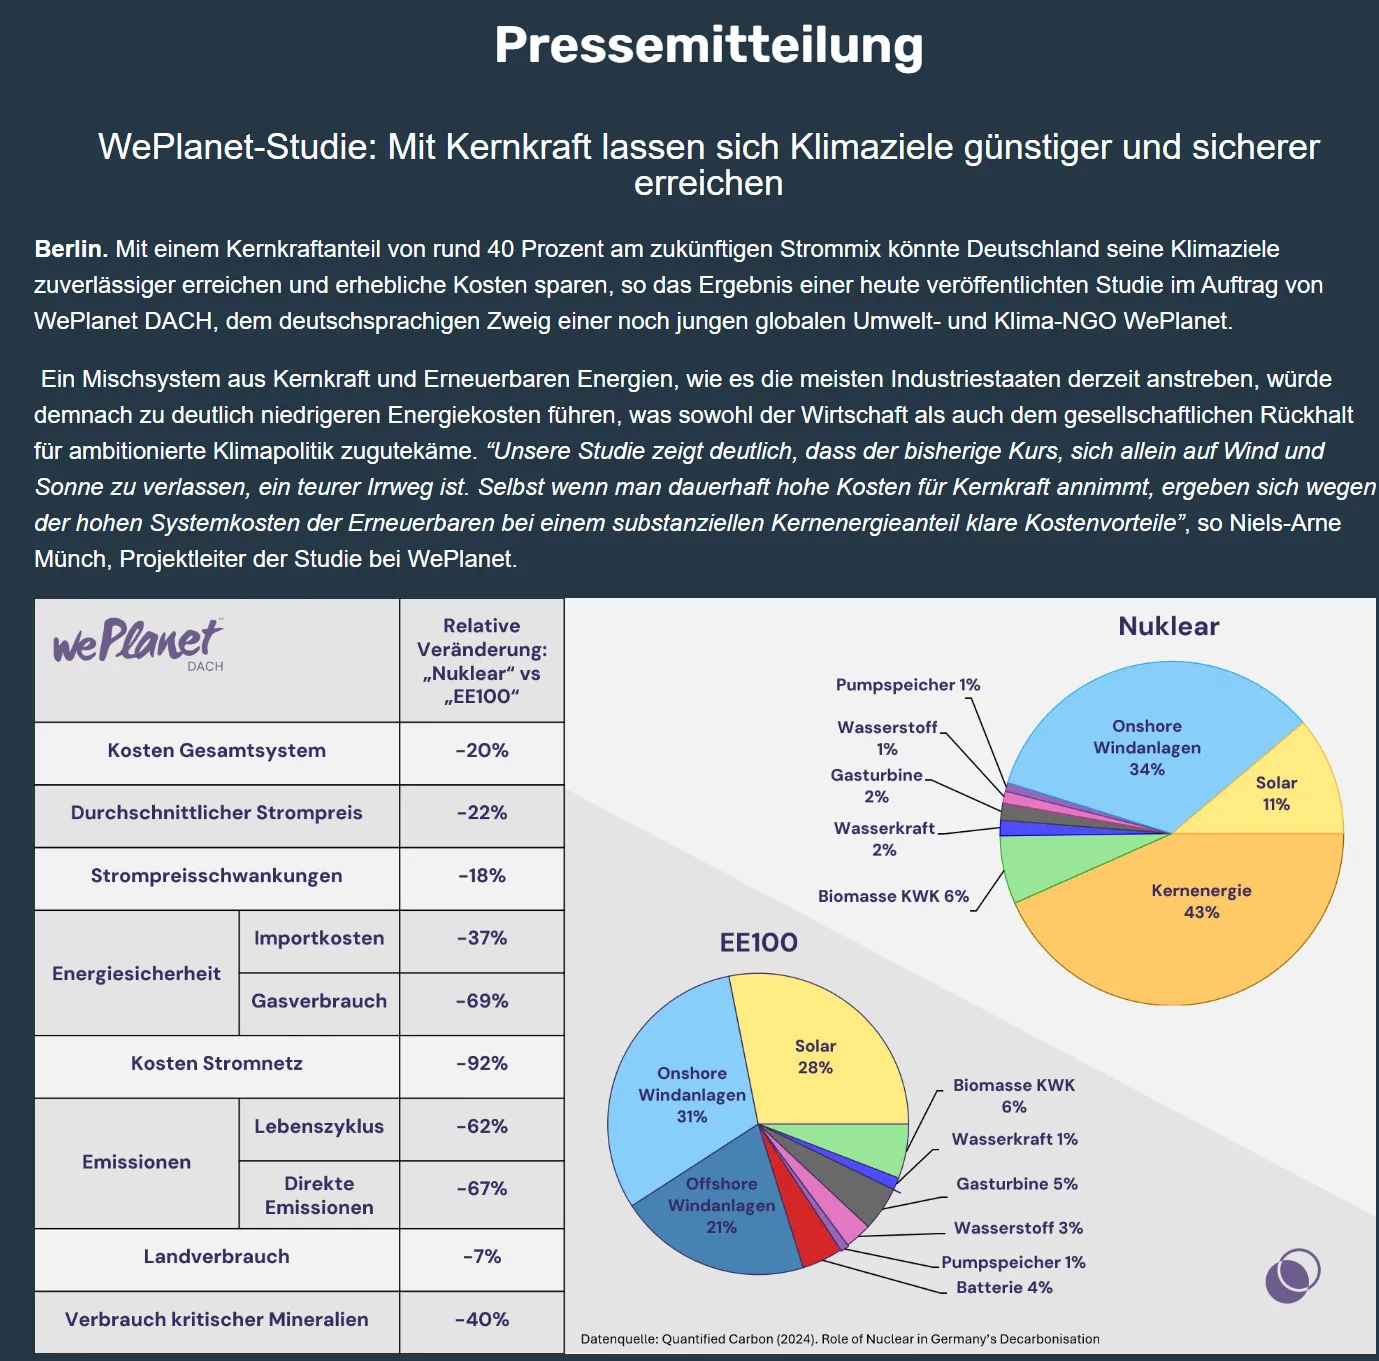 Pressemitteilung
WePlanet-Studie: Mit Kernkraft lassen sich Klimaziele günstiger und sicherer
erreichen
Berlin. Mit einem Kernkraftanteil von rund 40 Prozent am zukünftigen Strommix könnte Deutschland seine Klimaziele
zuverlässiger erreichen und erhebliche Kosten sparen, so das Ergebnis einer heute veröffentlichten Studie im Auftrag von
WePlanet DACH, dem deutschsprachigen Zweig einer noch jungen globalen Umwelt- und Klima-NGO WePlanet.
Ein Mischsystem aus Kernkraft und Erneuerbaren Energien, wie es die meisten Industriestaaten derzeit anstreben, würde
demnach zu deutlich niedrigeren Energiekosten führen, was sowohl der Wirtschaft als auch dem gesellschaftlichen Rückhalt
für ambitionierte Klimapolitik zugutekäme. “Unsere Studie zeigt deutlich, dass der bisherige Kurs, sich allein auf Wind und
Sonne zu verlassen, ein teurer Irrweg ist. Selbst wenn man dauerhaft hohe Kosten für Kernkraft annimmt, ergeben sich wegen
der hohen Systemkosten der Erneuerbaren bei einem substanziellen Kernenergieanteil klare Kostenvorteile”, so Niels-Arne
Münch, Projektleiter der Studie bei WePlanet.
wePlanet
DACH
Relative
Veränderung:
„Nuklear“ vs
„EE100“
Kosten Gesamtsystem -20%
Durchschnittlicher Strompreis -22%
Strompreisschwankungen -18%
Energiesicherheit
Importkosten -37%
Gasverbrauch -69%
Kosten Stromnetz -92%
Emissionen
Lebenszyklus -62%
Direkte
Emissionen
-67%
Landverbrauch -7%
Verbrauch kritischer Mineralien -40%
Nuklear
Pumpspeicher 1%
Wasserstoff
1%
Gasturbine
2%
Wasserkraft
2%
Biomasse KWK 6%
Onshore
Windanlagen
34%
Solar
11%
Kernenergie
43%
EE100
Solar
28%
Onshore
Windanlagen
31%
Offshore
Windanlagen
21%
Biomasse KWK
6%
Wasserkraft 1%
Gasturbine 5%
Wasserstoff 3%
Pumpspeicher 1%
Batterie 4%
Datenquelle: Quantified Carbon (2024). Role of Nuclear in Germany's Decarbonisation